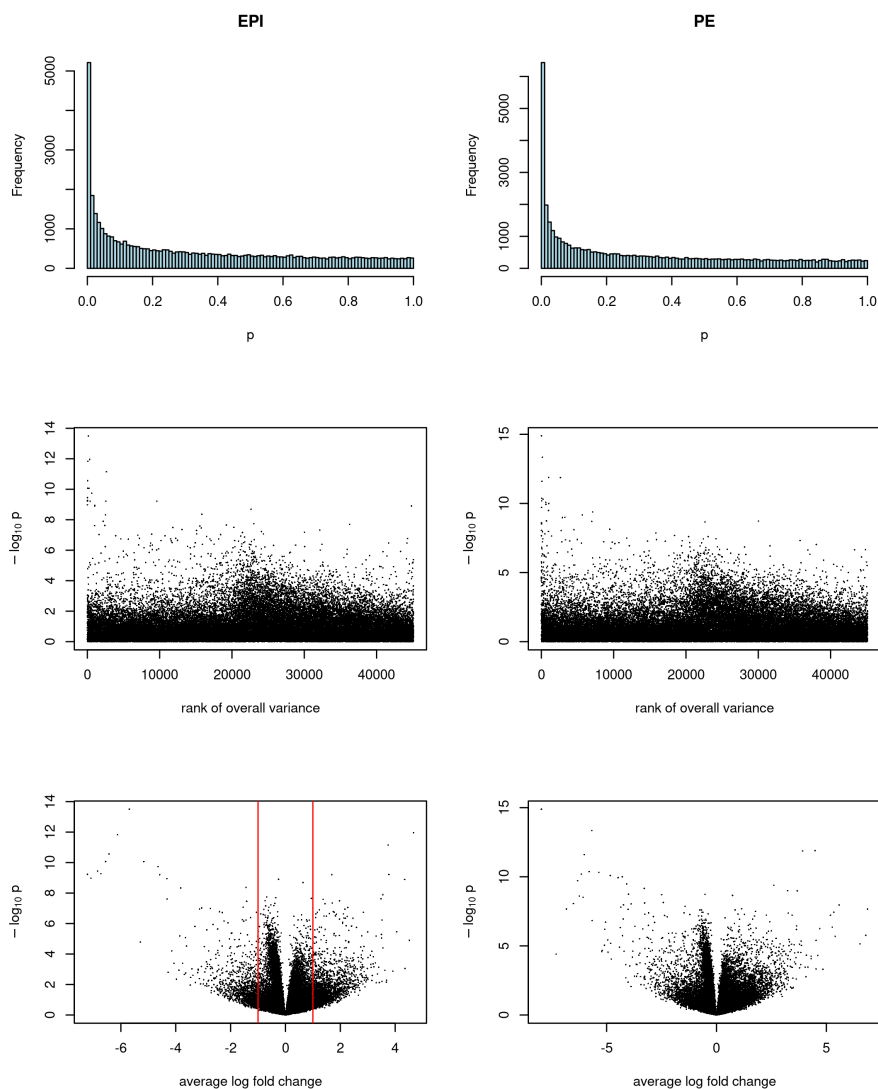 EPI PE
Frequency
0 1000 3000 5000
0.0 0.2 0.4 0.6 0.8 1.0
p
Frequency
0 1000 3000 5000
0.0 0.2 0.4 0.6 0.8 1.0
p
− log10 p
0 2 4 6 8 10 12 14
0 10000 20000 30000 40000
rank of overall variance
− log10 p
0 5 10 15
0 10000 20000 30000 40000
rank of overall variance
− log10 p
0 2 4 6 8 10 12 14
-6 -4 -2 0 2 4
average log fold change
− log10 p
0 5 10 15
-5 0 5
average log fold change